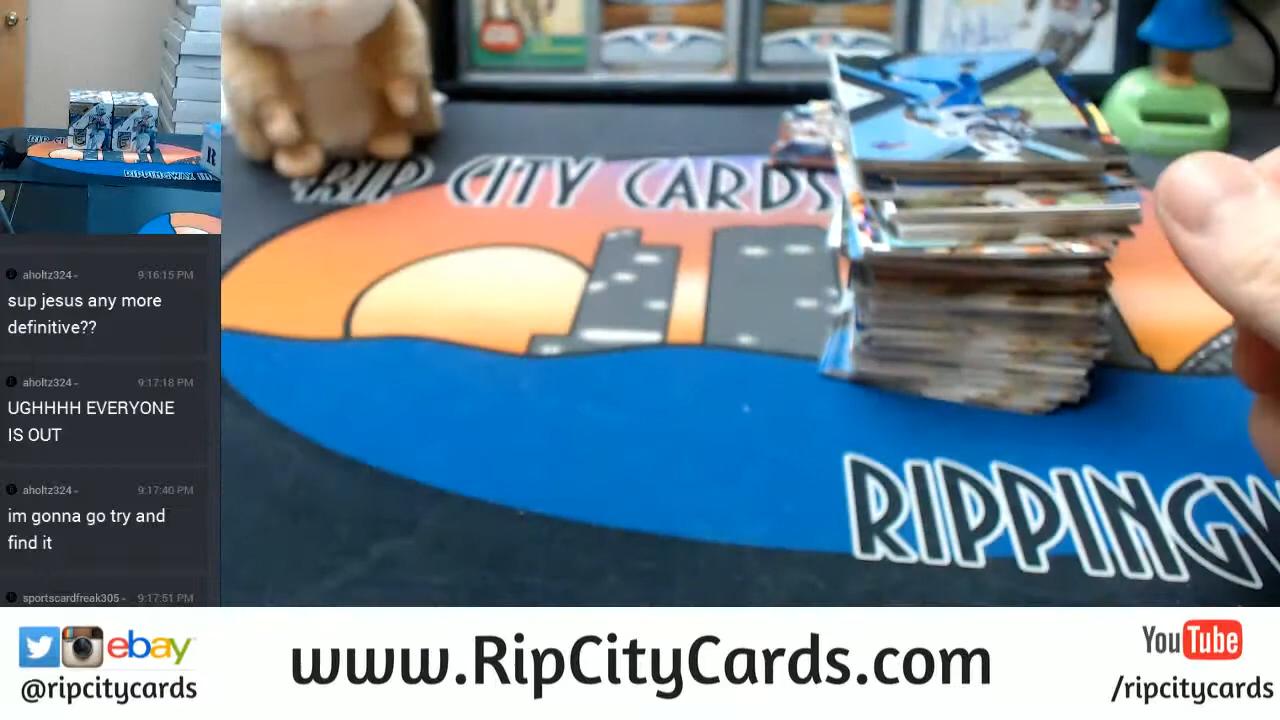 RIP CITY CARDS
RIPPINGW
aholtz324 - 9:16:15 PM
sup jesus any more
definitive??
aholtz324 - 9:17:18 PM
UGHHHH EVERYONE
IS OUT
aholtz324 - 9:17:40 PM
im gonna go try and
find it
sportscardfreak305 - 9:17:51 PM
ebay
@ripcitycards
www.RipCityCards.com
YouTube
/ripcitycards